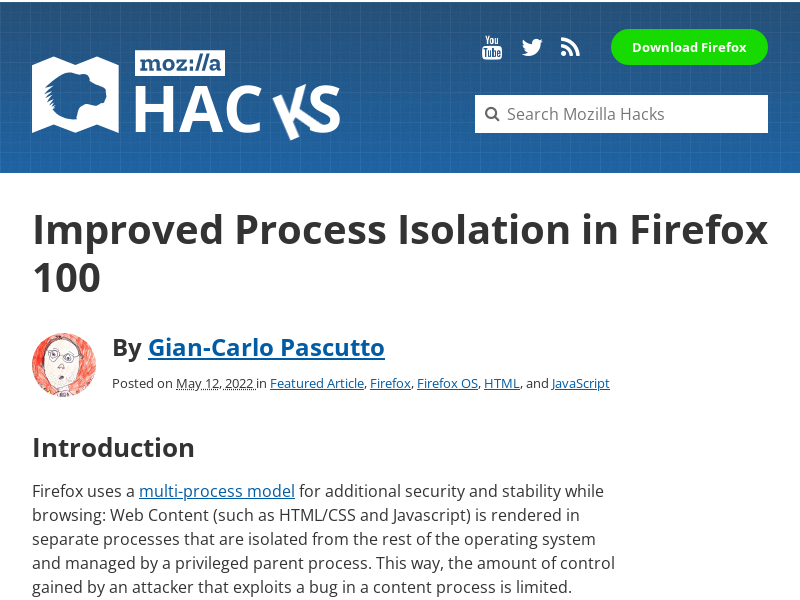 You
Tube
Download Firefox
moz://a
HACKS
Search Mozilla Hacks
Improved Process Isolation in Firefox
100
By Gian-Carlo Pascutto
Posted on May 12, 2022 in Featured Article, Firefox, Firefox OS, HTML, and JavaScript
Introduction
Firefox uses a multi-process model for additional security and stability while
browsing: Web Content (such as HTML/CSS and Javascript) is rendered in
separate processes that are isolated from the rest of the operating system
and managed by a privileged parent process. This way, the amount of control
gained by an attacker that exploits a bug in a content process is limited.